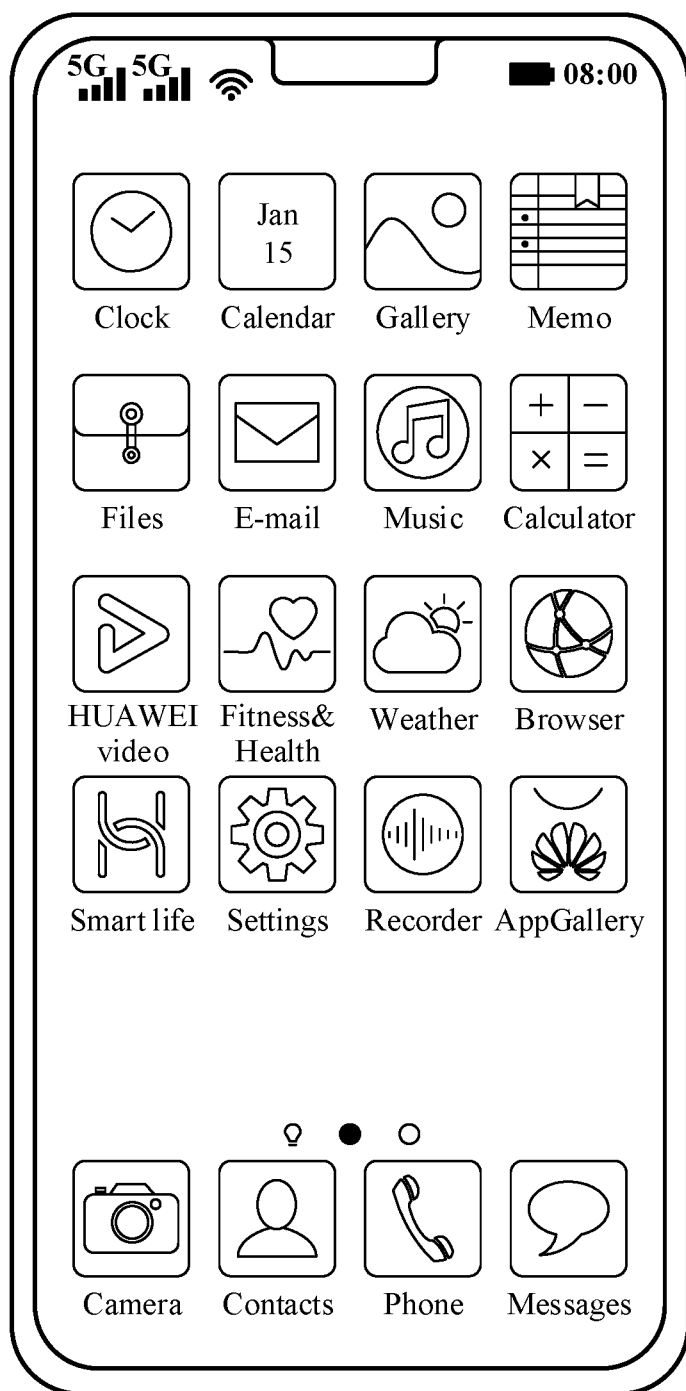 5G 5G 08:00
Jan
15
Clock Calendar Gallery Memo
Files E-mail Music Calculator
HUAWEI Fitness& Weather Browser
video Health
Smart life Settings Recorder AppGallery
Camera Contacts Phone Messages